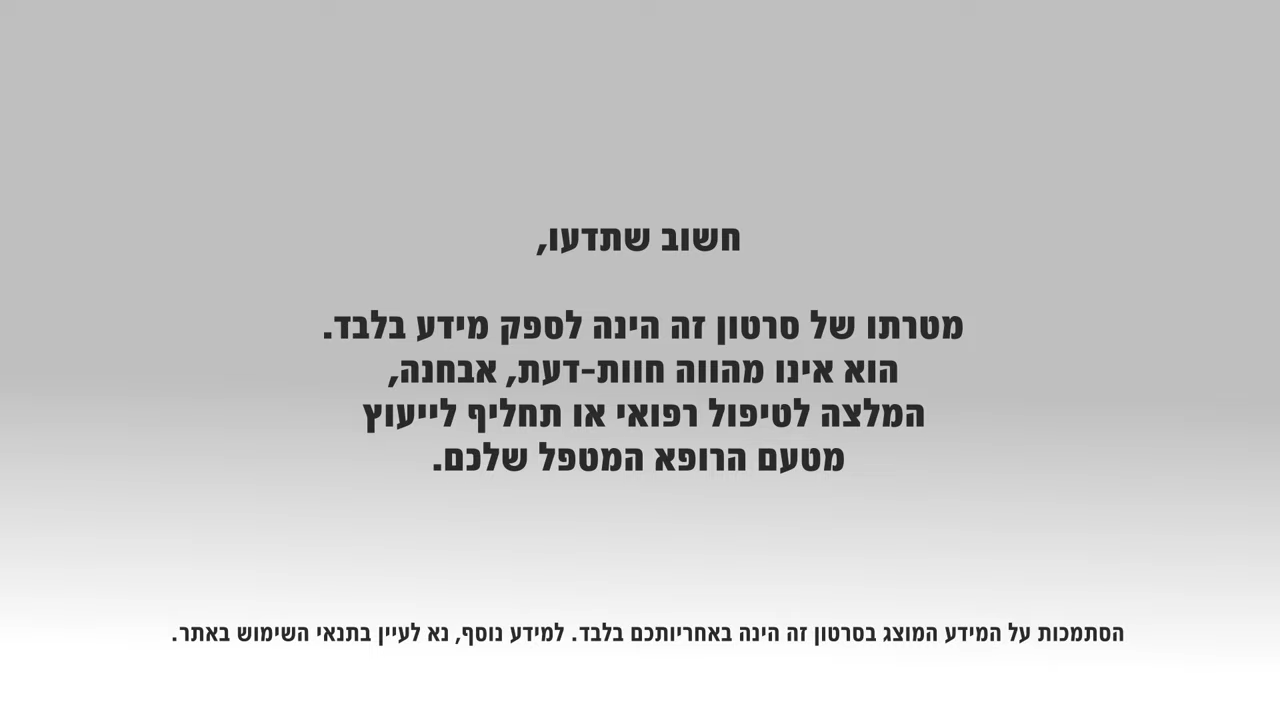 חשוב שתדעו,
מטרתו של סרטון זה הינה לספק מידע בלבד.
הוא אינו מהווה חוות-דעת, אבחנה,
המלצה לטיפול רפואי או תחליף לייעוץ
מטעם הרופא המטפל שלכם.
הסתמכות על המידע המוצג בסרטון זה הינה באחריותכם בלבד. למידע נוסף, נא לעיין בתנאי השימוש באתר.